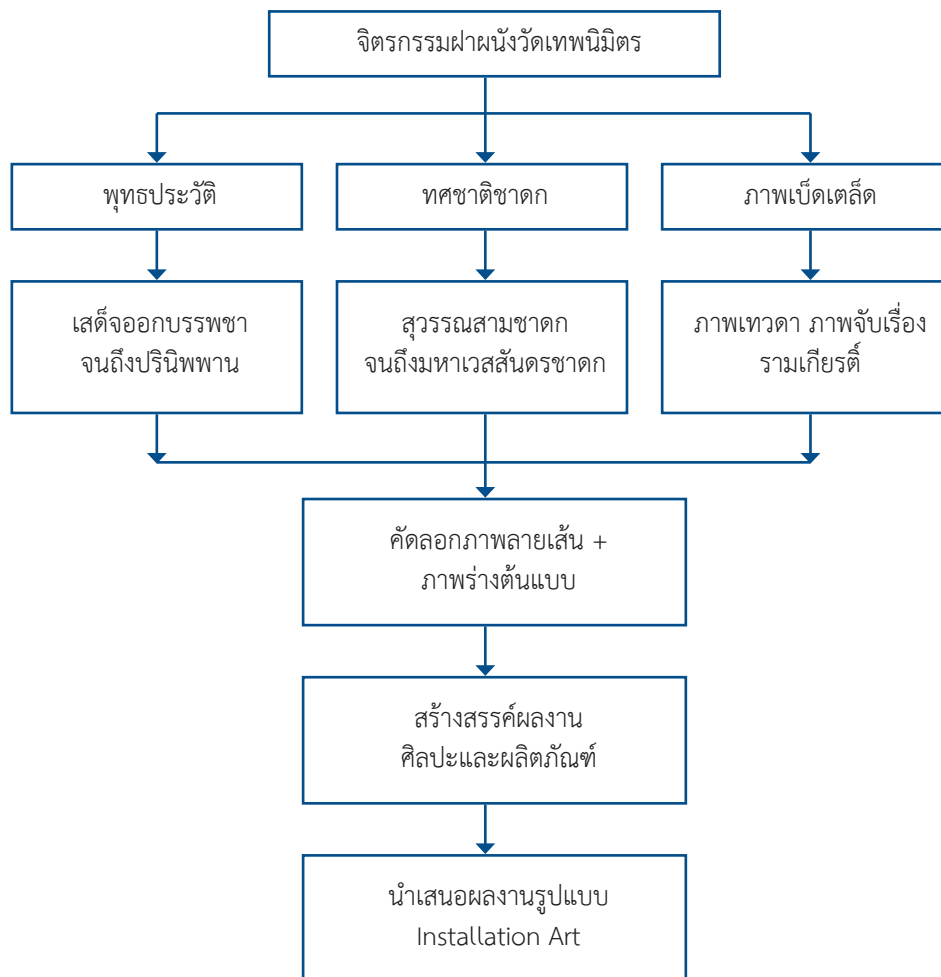 จิตรกรรมฝาผนังวัดเทพนิมิตร
พุทธประวัติ
ทศชาติชาดก
ภาพเบ็ดเตล็ด
เสด็จออกบรรพชา
จนถึงปรินิพพาน
สุวรรณสามชาดก
จนถึงมหาเวสสันดรชาดก
ภาพเทวดา ภาพจับเรื่อง
รามเกียรติ์
คัดลอกภาพลายเส้น +
ภาพร่างต้นแบบ
สร้างสรรค์ผลงาน
ศิลปะและผลิตภัณฑ์
นำเสนอผลงานรูปแบบ
Installation Art